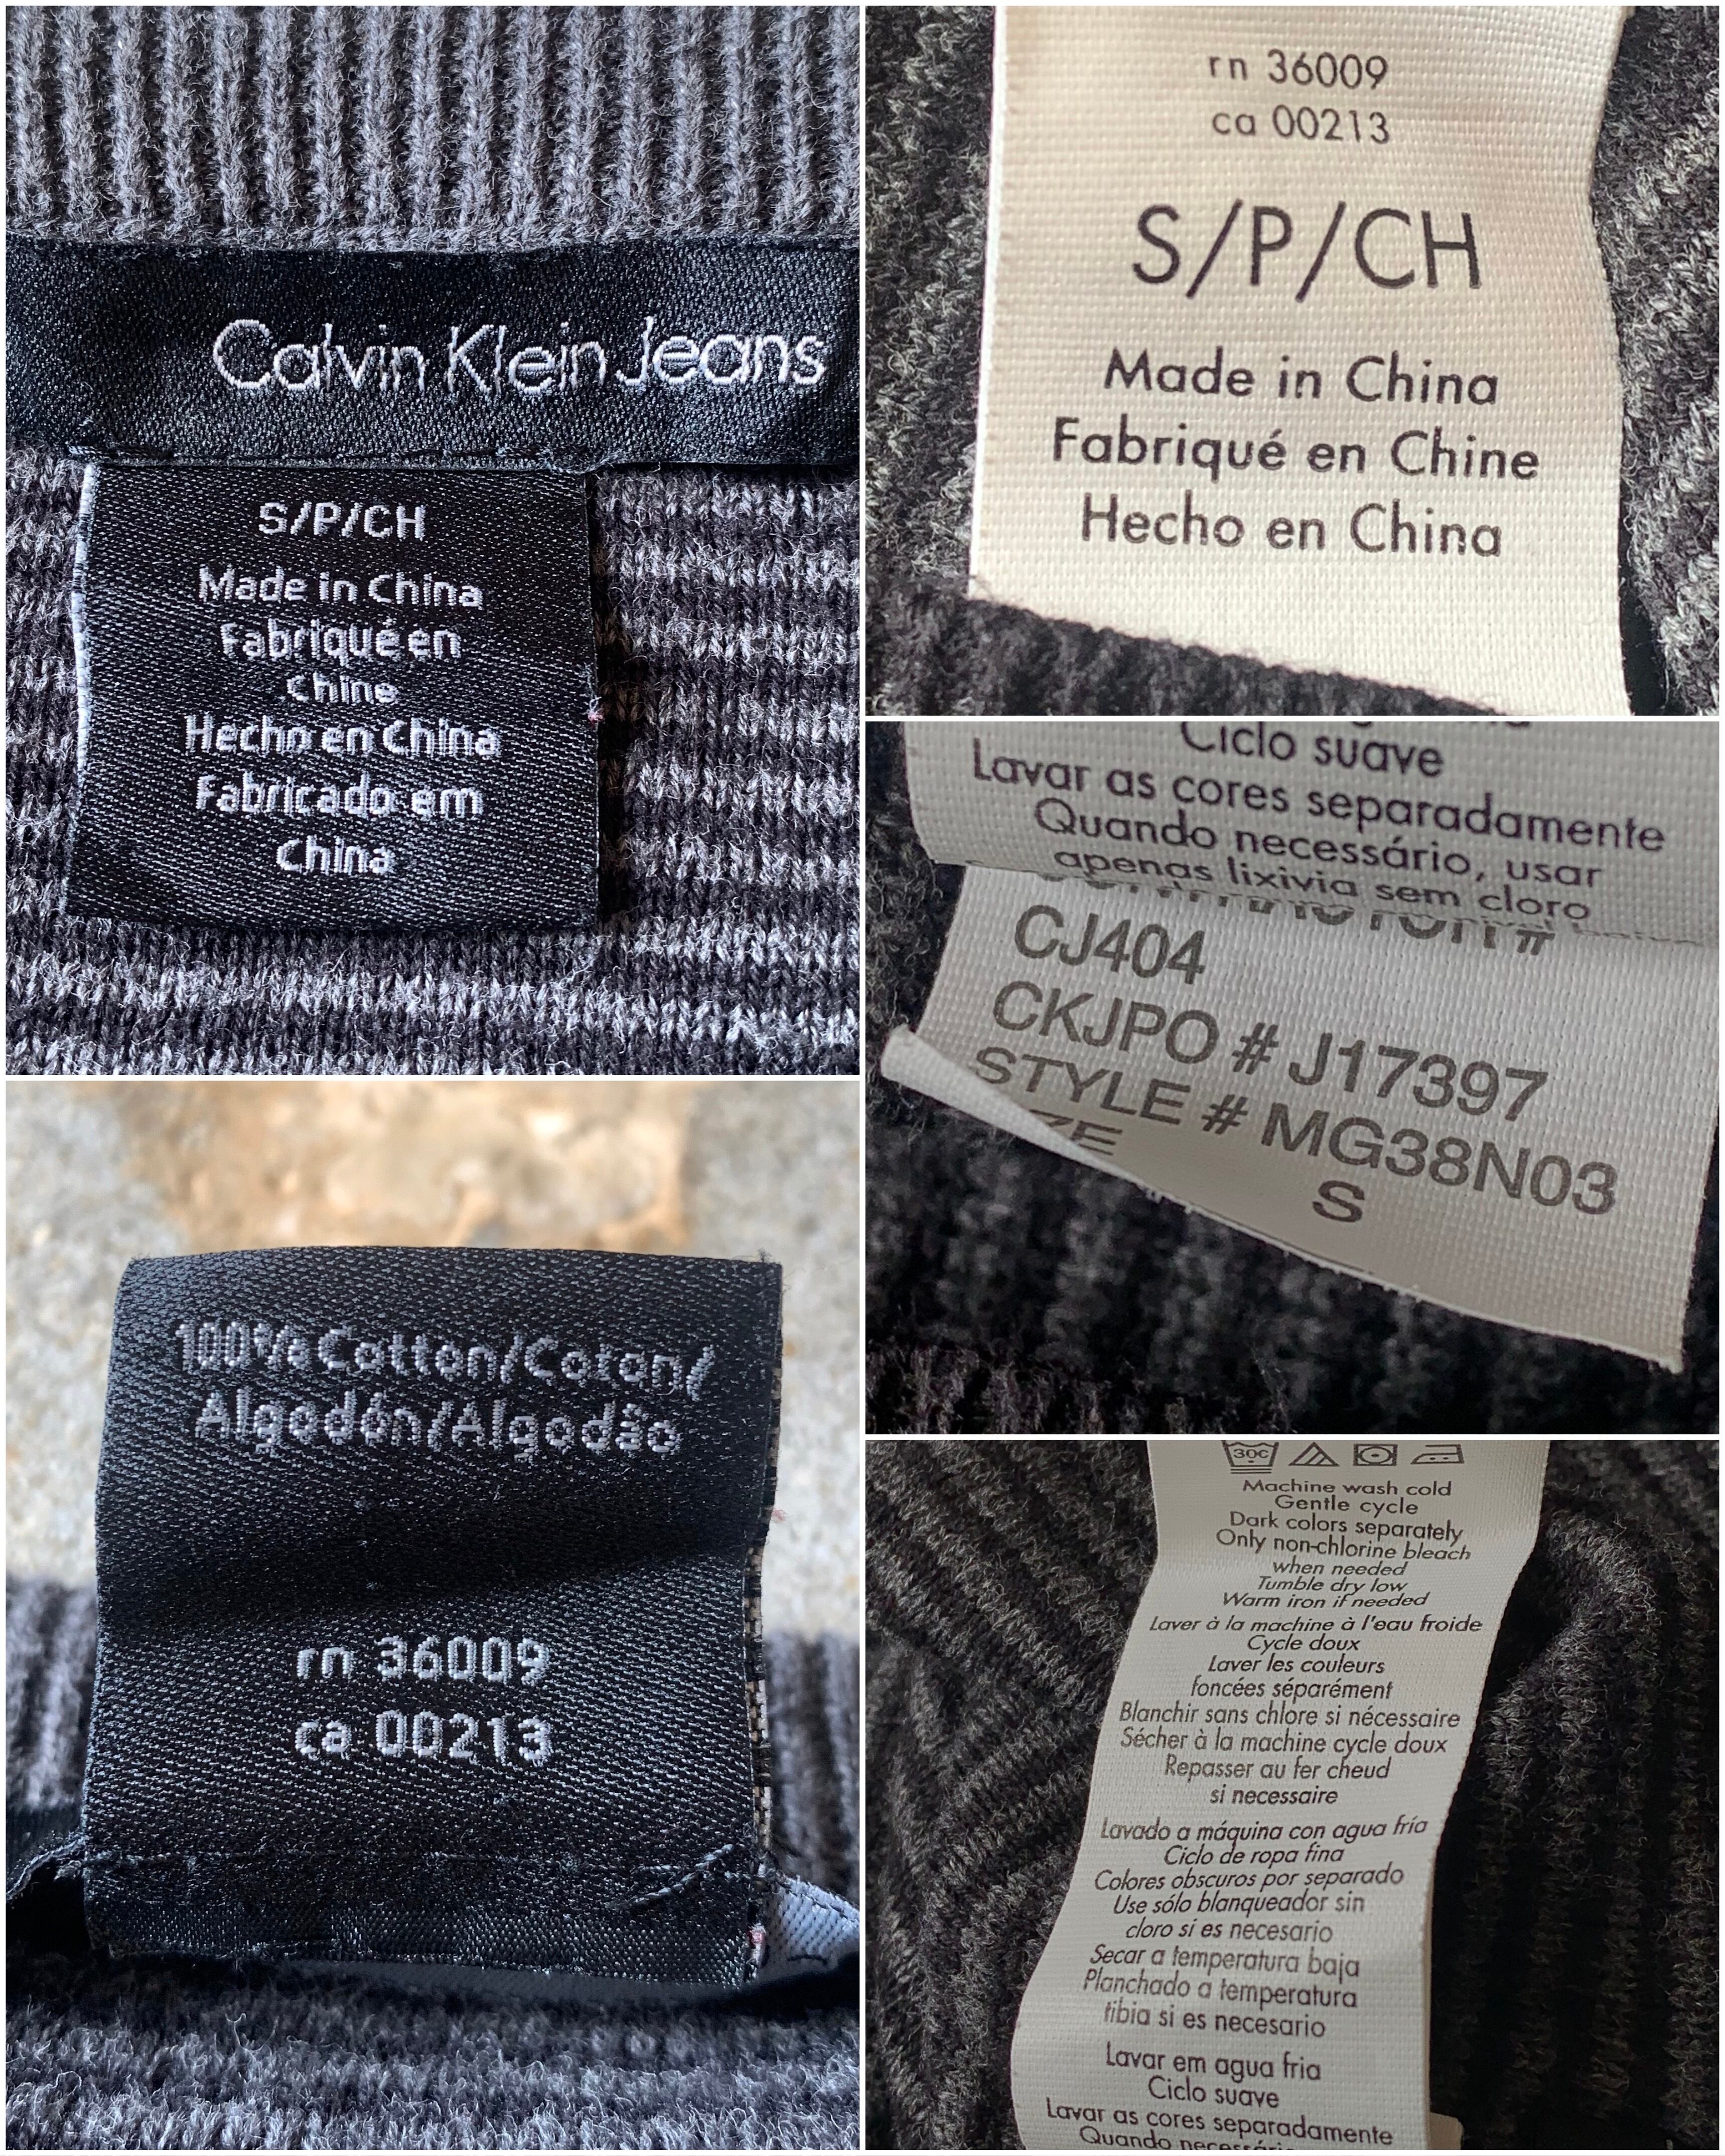 Calvin Klein Jeans
S/P/CH
Made in China
Fabriqué en
Chine
Hecho en China
Fabricado em
China
rn 36009
ca 00213
S/P/CH
Made in China
Fabriqué en Chine
Hecho en China
Ciclo suave
Lavar as cores separadamente
Quando necessário, usar
apenas lixivia sem cloro
CJ404
CKJPO # J17397
STYLE # MG38N03
S
100% Cotton/Coton/
Algodón/Algodão
rn 36009
ca 00213
30C
Machine wash cold
Gentle cycle
Dark colors separately
Only non-chlorine bleach
when needed
Tumble dry low
Warm iron if needed
Laver à la machine à l'eau froide
Cycle doux
Laver les couleurs
foncées séparément
Blanchir sans chlore si nécessaire
Sécher à la machine cycle doux
Repasser au fer cheud
si necessaire
Lavado a máquina con agua fría
Ciclo de ropa fina
Colores obscuros por separado
Use sólo blanqueador sin
cloro si es necesario
Secar a temperatura baja
Planchado a temperatura
tibia si es necesario
Lavar em agua fria
Ciclo suave
Lavar as cores separadamente
Quando